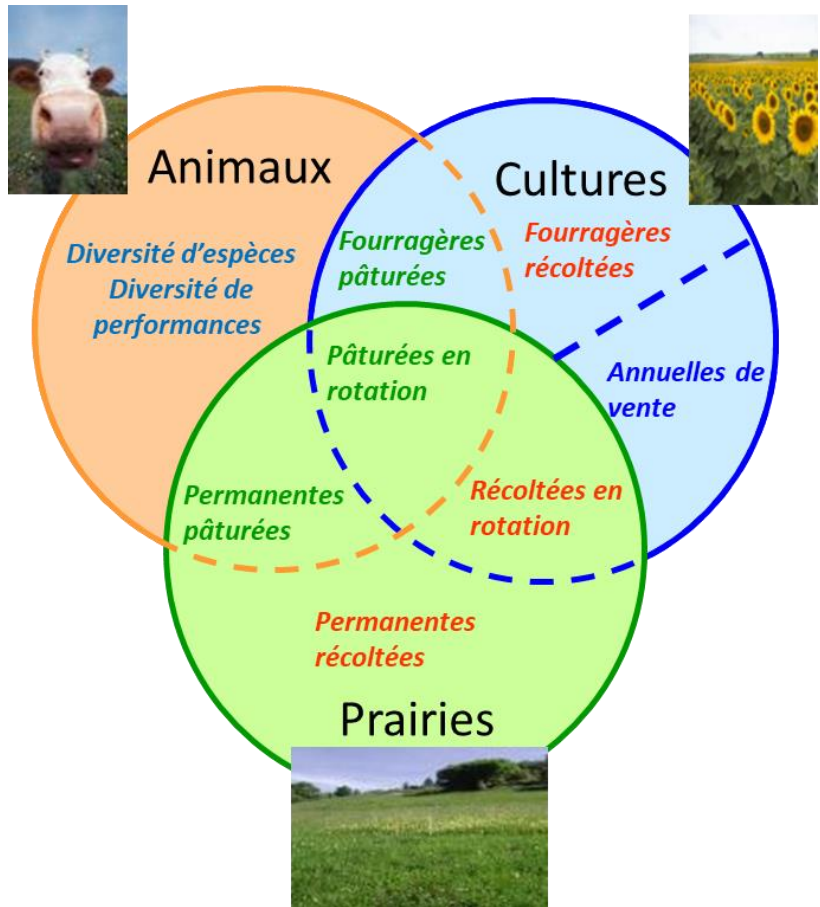 Animaux
Cultures
Diversité d'espèces
Diversité de
performances
Fourragères
pâturées
Fourragères
récoltées
Pâturées en
rotation
Annuelles de
vente
Permanentes
pâturées
Récoltées en
rotation
Permanentes
récoltées
Prairies